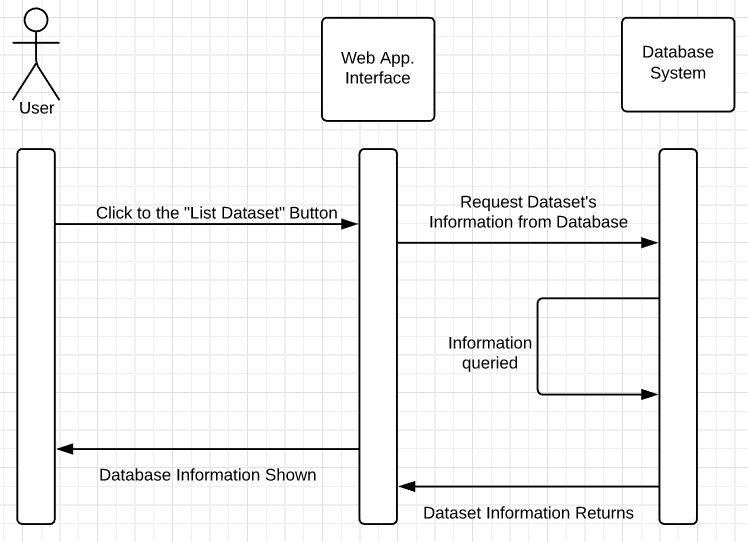 User
Web App.
Interface
Database
System
Click to the "List Dataset" Button
Request Dataset's
Information from Database
Information
queried
Database Information Shown
Dataset Information Returns